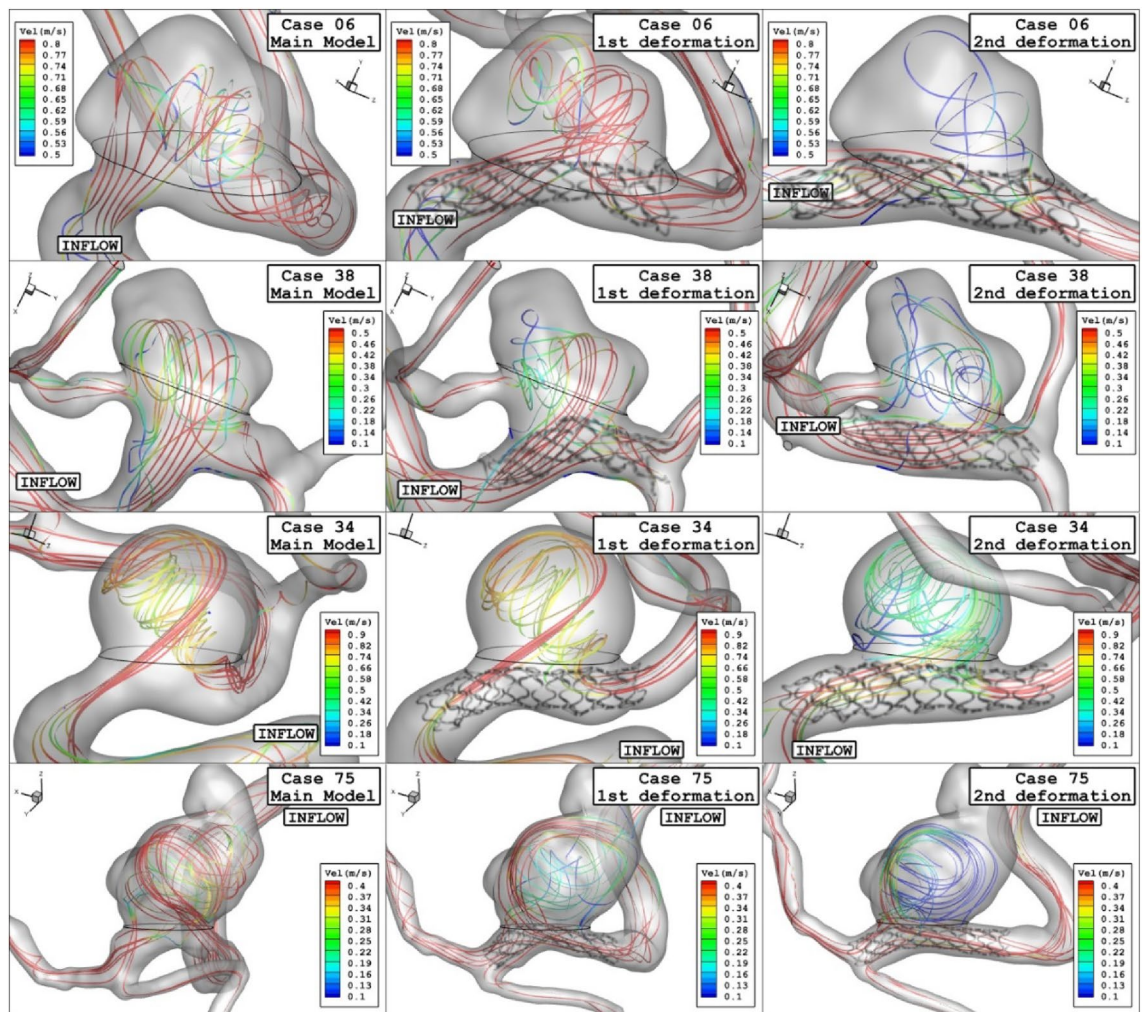 Vel(m/s)
0.8
0.77
0.74
0.71
0.68
0.65
0.62
0.59
0.56
0.53
0.5
Case 06
Main Model
INFLOW
Vel(m/s)
0.8
0.77
0.74
0.71
0.68
0.65
0.62
0.59
0.56
0.53
0.5
Case 06
1st deformation
INFLOW
Vel(m/s)
0.8
0.77
0.74
0.71
0.68
0.65
0.62
0.59
0.56
0.53
0.5
Case 06
2nd deformation
INFLOW
Case 38
Main Model
Vel(m/s)
0.5
0.46
0.42
0.38
0.34
0.3
0.26
0.22
0.18
0.14
0.1
INFLOW
Case 38
1st deformation
Vel(m/s)
0.5
0.46
0.42
0.38
0.34
0.3
0.26
0.22
0.18
0.14
0.1
INFLOW
Case 38
2nd deformation
Vel(m/s)
0.5
0.46
0.42
0.38
0.34
0.3
0.26
0.22
0.18
0.14
0.1
INFLOW
Case 34
Main Model
Vel(m/s)
0.9
0.82
0.74
0.66
0.58
0.5
0.42
0.34
0.26
0.18
0.1
INFLOW
Case 34
1st deformation
Vel(m/s)
0.9
0.82
0.74
0.66
0.58
0.5
0.42
0.34
0.26
0.18
0.1
INFLOW
Case 34
2nd deformation
Vel(m/s)
0.9
0.82
0.74
0.66
0.58
0.5
0.42
0.34
0.26
0.18
0.1
INFLOW
Case 75
Main Model
INFLOW
Vel(m/s)
0.4
0.37
0.34
0.31
0.28
0.25
0.22
0.19
0.16
0.13
0.1
Case 75
1st deformation
INFLOW
Vel(m/s)
0.4
0.37
0.34
0.31
0.28
0.25
0.22
0.19
0.16
0.13
0.1
Case 75
2nd deformation
INFLOW
Vel(m/s)
0.4
0.37
0.34
0.31
0.28
0.25
0.22
0.19
0.16
0.13
0.1